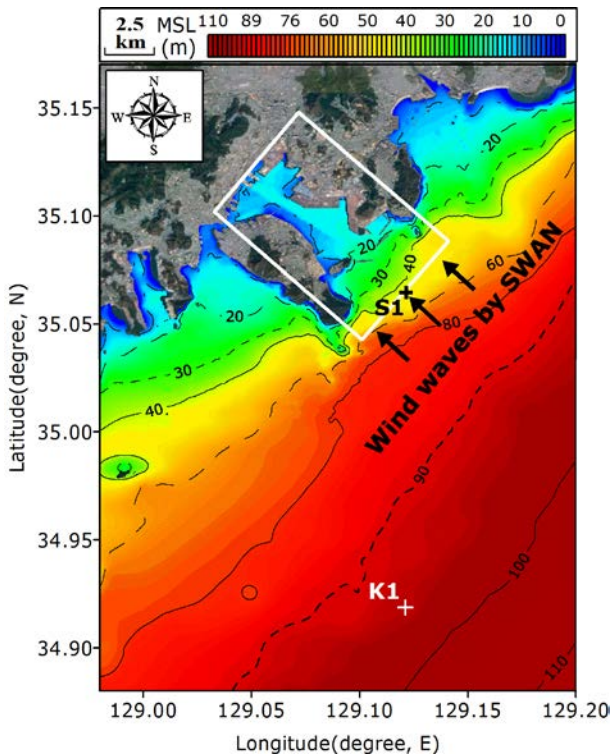 2.5
km
MSL
(m)
110 89 76 60 40 30 20 10 0
N
W E
S
35.15
35.10
35.05
35.00
34.95
34.90
Latitude(degree, N)
20
20
30
40
S1
60
80
Wind waves by SWAN
20
30
40
90
K1
100
110
129.00 129.05 129.10 129.15 129.20
Longitude(degree, E)